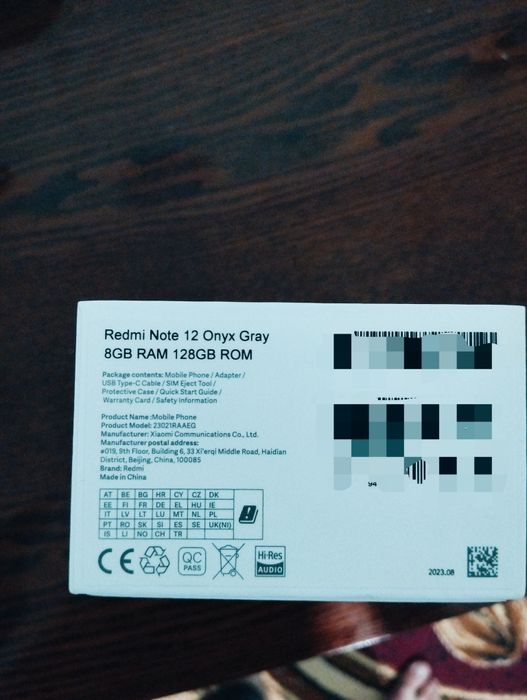 Redmi Note 12 Onyx Gray
8GB RAM 128GB ROM
Package contents: Mobile Phone / Adapter /
USB Type-C Cable / SIM Eject Tool /
Protective Case / Quick Start Guide /
Warranty Card / Safety Information
Product Name :Mobile Phone
Product Model: 23021RAAEG
Manufacturer: Xiaomi Communications Co., Ltd.
Manufacturer postal address:
#019, 9th Floor, Building 6, 33 Xi'erqi Middle Road, Haidian
District, Beijing, China, 100085
Brand: Redmi
Made in China
AT BE BG HR CY CZ DK
EE FI FR DE EL HU IE
IT LV LT LU MT NL PL
PT RO SK SI ES SE UK(NI)
IS LI NO CH TR
CE
QC
PASS
Hi-Res
AUDIO
94
2023.08